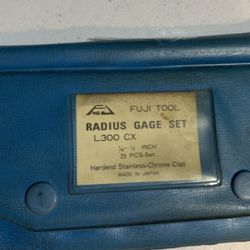 FUJI TOOL
RADIUS GAGE SET
L300 CX
INCH
25 PCS-Set
Hardend Stainless-Chrome Clad
MADE IN JAPAN